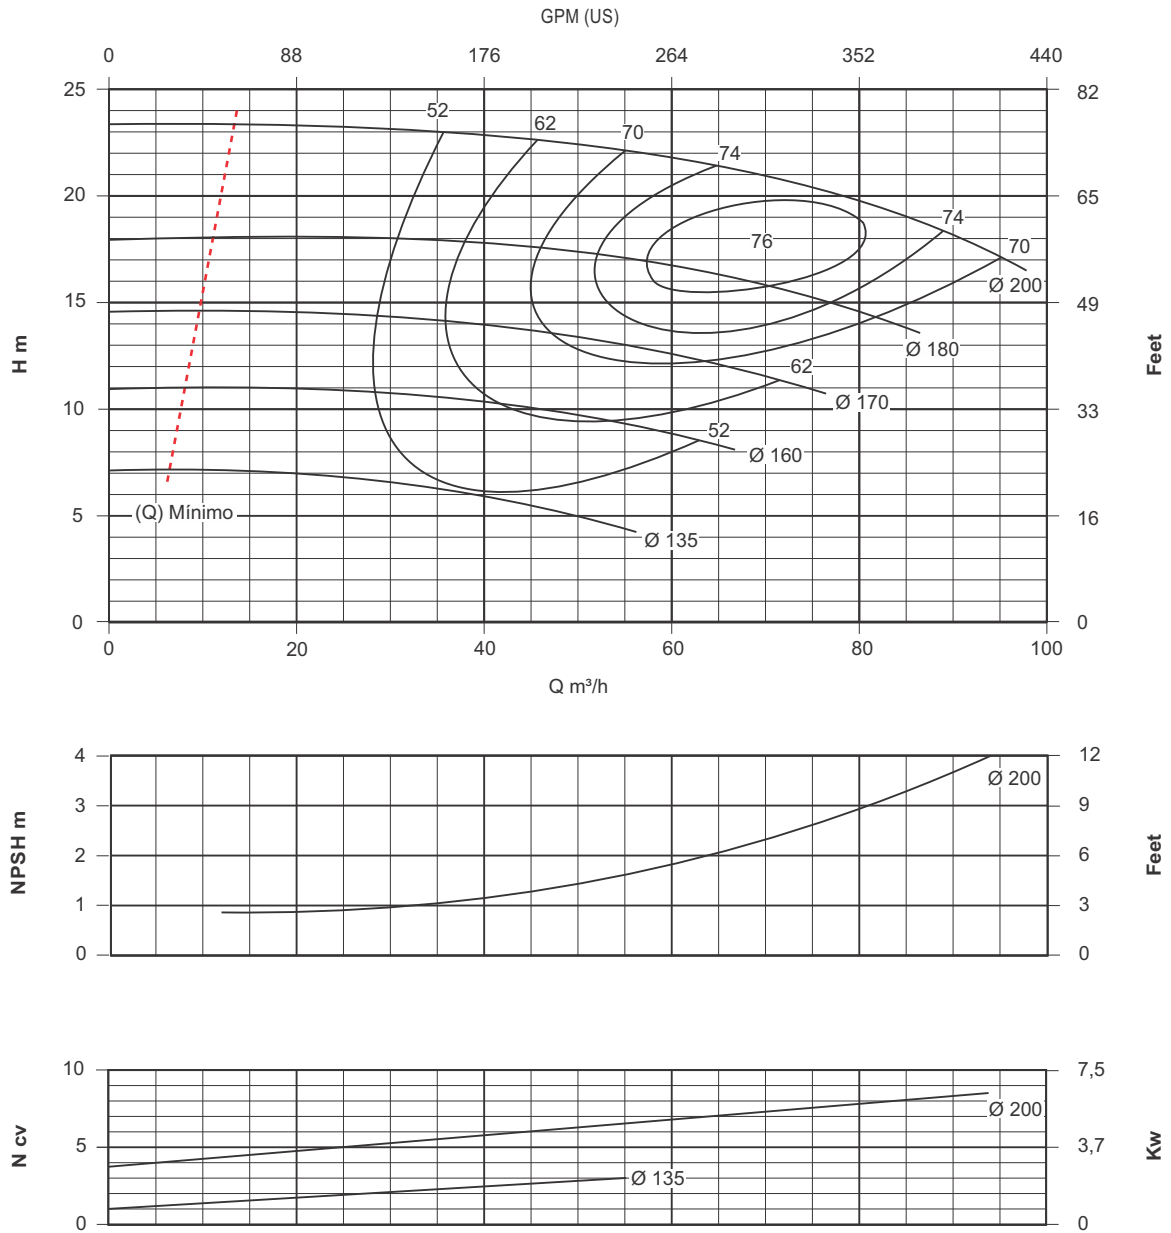 GPM (US)
0 88 176 264 352 440
25 82
52 62 70 74
20 65
74
76
70
Ø 200
15 49
H m
Feet
Ø 180
62
Ø 170
10 33
52
Ø 160
(Q) Mínimo
5 16
Ø 135
0 0
0 20 40 60 80 100
Q m³/h
4 12
Ø 200
3 9
NPSH m
Feet
2 6
1 3
0 0
10 7,5
Ø 200
N cv
Kw
5 3,7
Ø 135
0 0